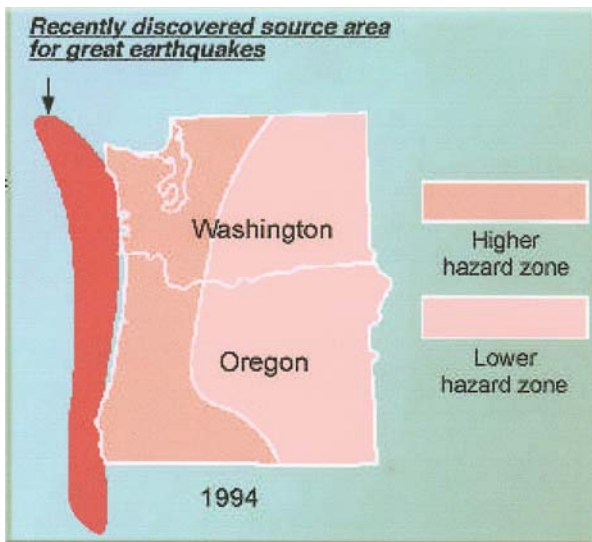 Recently discovered source area
for great earthquakes
Washington
Higher
hazard zone
Oregon
Lower
hazard zone
1994